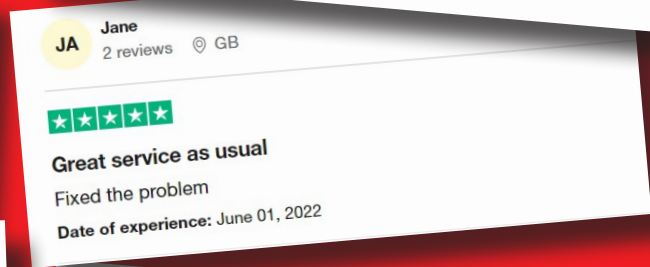 JA
Jane
2 reviews GB
Great service as usual
Fixed the problem
Date of experience: June 01, 2022